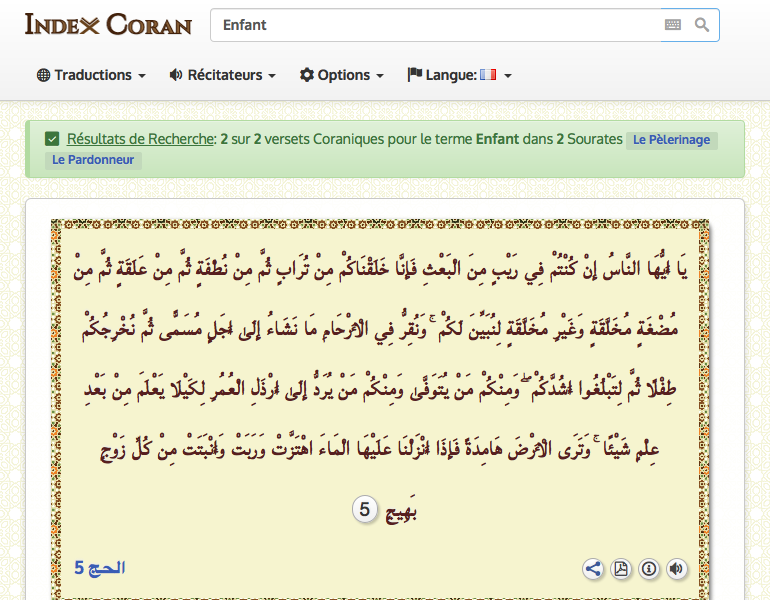 INDEX CORAN
Enfant
Traductions
Récitateurs
Options
Langue:
Résultats de Recherche: 2 sur 2 versets Coraniques pour le terme Enfant dans 2 Sourates Le Pèlerinage
Le Pardonneur
يَا أَيُّهَا النَّاسُ إِنْ كُنْتُمْ فِي رَيْبٍ مِنَ الْبَعْثِ فَإِنَّا خَلَقْنَاكُمْ مِنْ تُرَابٍ ثُمَّ مِنْ نُطْفَةٍ ثُمَّ مِنْ عَلَقَةٍ ثُمَّ مِنْ
مُضْغَةٍ مُخَلَّقَةٍ وَغَيْرِ مُخَلَّقَةٍ لِنُبَيِّنَ لَكُمْ ۚ وَنُقِرُّ فِي الْأَرْحَامِ مَا نَشَاءُ إِلَىٰ أَجَلٍ مُسَمًّى ثُمَّ نُخْرِجُكُمْ
طِفْلًا ثُمَّ لِتَبْلُغُوا أَشُدَّكُمْ ۖ وَمِنْكُمْ مَنْ يُتَوَفَّىٰ وَمِنْكُمْ مَنْ يُرَدُّ إِلَىٰ أَرْذَلِ الْعُمُرِ لِكَيْلَا يَعْلَمَ مِنْ بَعْدِ
عِلْمٍ شَيْئًا ۚ وَتَرَى الْأَرْضَ هَامِدَةً فَإِذَا أَنْزَلْنَا عَلَيْهَا الْمَاءَ اهْتَزَّتْ وَرَبَتْ وَأَنْبَتَتْ مِنْ كُلِّ زَوْجٍ
بَهِيجٍ 5
الحج 5